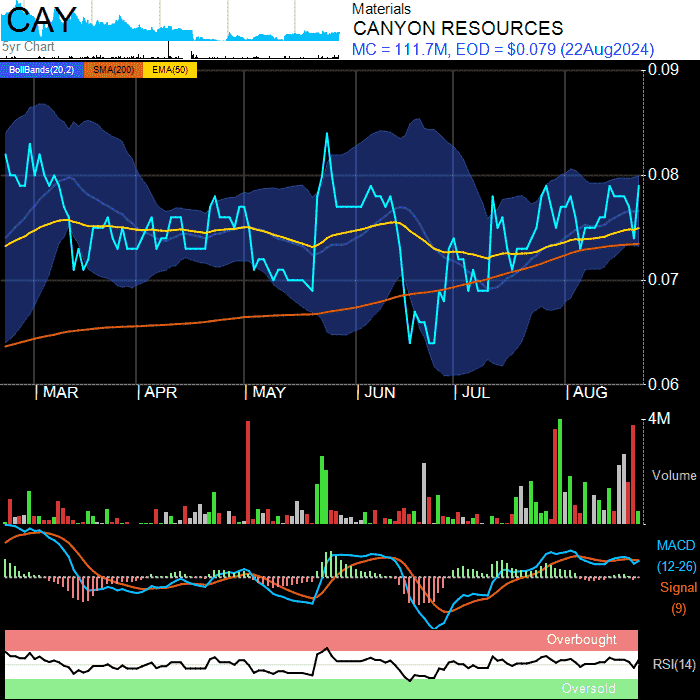 CAY
5yr Chart
Materials
CANYON RESOURCES
MC = 111.7M, EOD = $0.079 (22Aug2024)
BollBands(20,2) SMA(200) EMA(50)
0.09
0.08
0.07
0.06
MAR APR MAY JUN JUL AUG
4M
Volume
MACD
(12-26)
Signal
(9)
Overbought
RSI(14)
Oversold